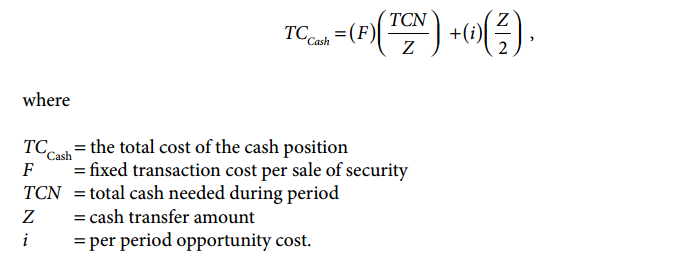 TC_Cash = (F)(TCN/Z) + (i)(Z/2) ,
where
TC_Cash = the total cost of the cash position
F = fixed transaction cost per sale of security
TCN = total cash needed during period
Z = cash transfer amount
i = per period opportunity cost.